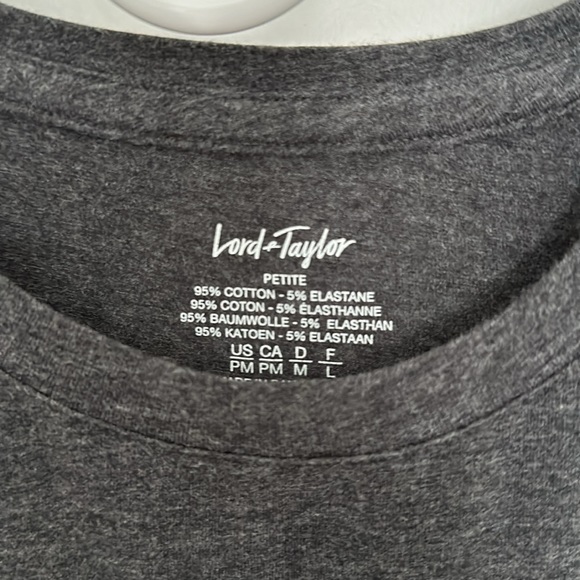 Lord & Taylor
PETITE
95% COTTON - 5% ELASTANE
95% COTON - 5% ÉLASTHANNE
95% BAUMWOLLE - 5% ELASTHAN
95% KATOEN - 5% ELASTAAN
US CA D F
PM PM M L